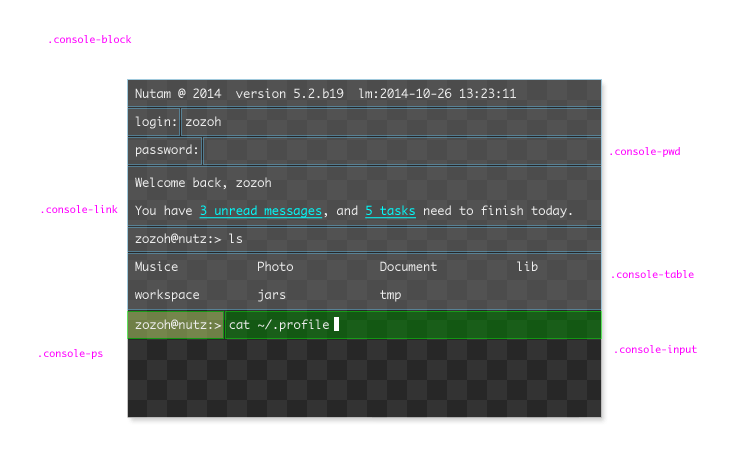 .console-block
Nutam @ 2014  version 5.2.b19  lm:2014-10-26 13:23:11
login: zozoh
password:
.console-pwd
Welcome back, zozoh
.console-link
You have 3 unread messages, and 5 tasks need to finish today.
zozoh@nutz:> ls
Musice Photo Document lib
.console-table
workspace jars tmp
zozoh@nutz:> cat ~/.profile
.console-ps
.console-input